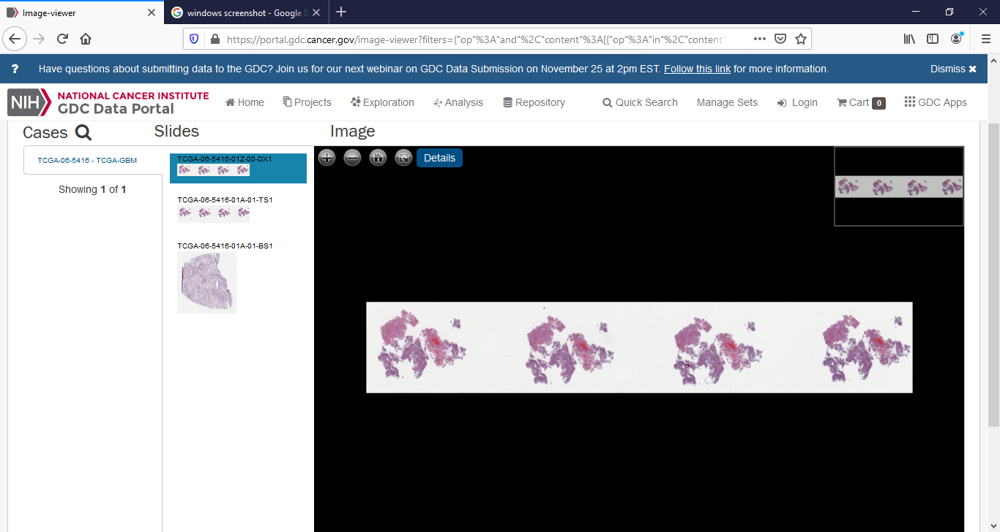 Image-viewer
windows screenshot - Google S
https://portal.gdc.cancer.gov/image-viewer?filters={"op"%3A"and"%2C"content"%3A[{"op"%3A"in"%2C"content"
? Have questions about submitting data to the GDC? Join us for our next webinar on GDC Data Submission on November 25 at 2pm EST. Follow this link for more information. Dismiss
NIH NATIONAL CANCER INSTITUTE
GDC Data Portal
Home Projects Exploration Analysis Repository Quick Search Manage Sets Login Cart 0 GDC Apps
Cases Slides Image
TCGA-06-5416 - TCGA-GBM
Showing 1 of 1
TCGA-06-5416-01Z-00-DX1
TCGA-06-5416-01A-01-TS1
TCGA-06-5416-01A-01-BS1
Details